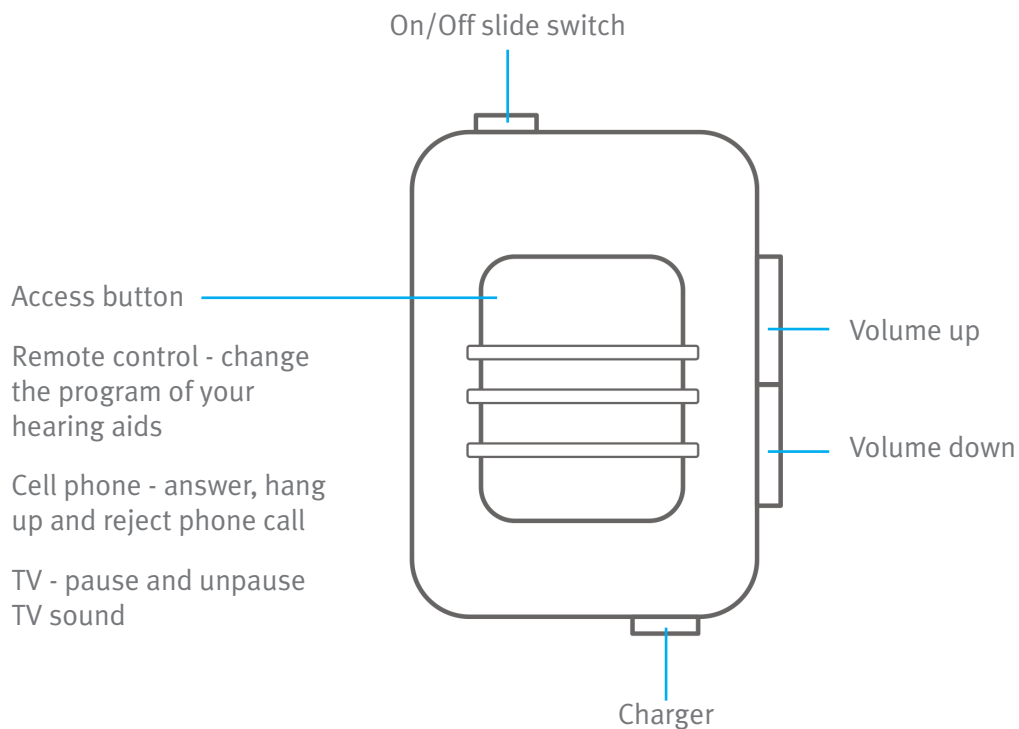 On/Off slide switch
Access button
Remote control - change
the program of your
hearing aids
Cell phone - answer, hang
up and reject phone call
TV - pause and unpause
TV sound
Volume up
Volume down
Charger